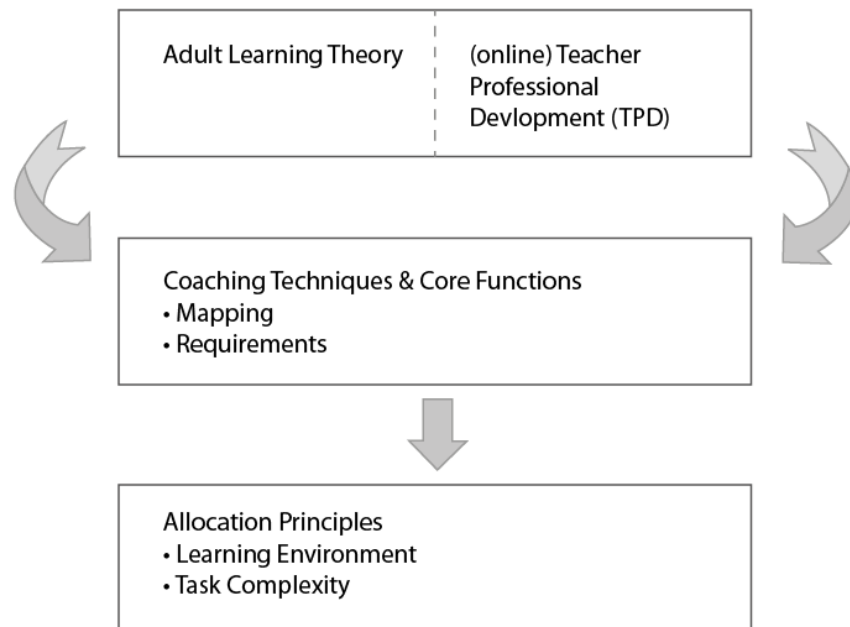 Adult Learning Theory
(online) Teacher
Professional
Devlopment (TPD)
Coaching Techniques & Core Functions
• Mapping
• Requirements
Allocation Principles
• Learning Environment
• Task Complexity